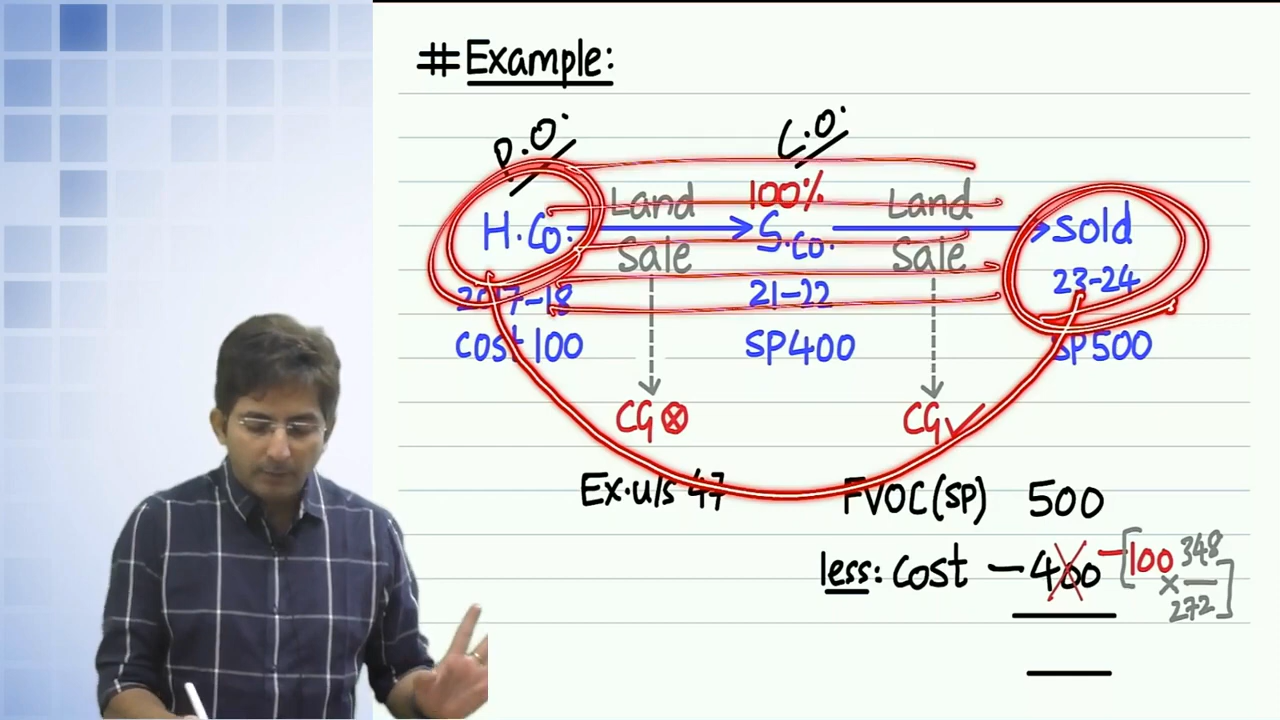 # Example:
P.O. C.O.
Land 100% Land
H.Co. S.Co. Sold
Sale Sale
2017-18 21-22 23-24
Cost 100 SP400 SP500
CG⊗ CG✓
Ex.u/s 47 FVOC(SP) 500
less: Cost -400 -[100 × 348/272]